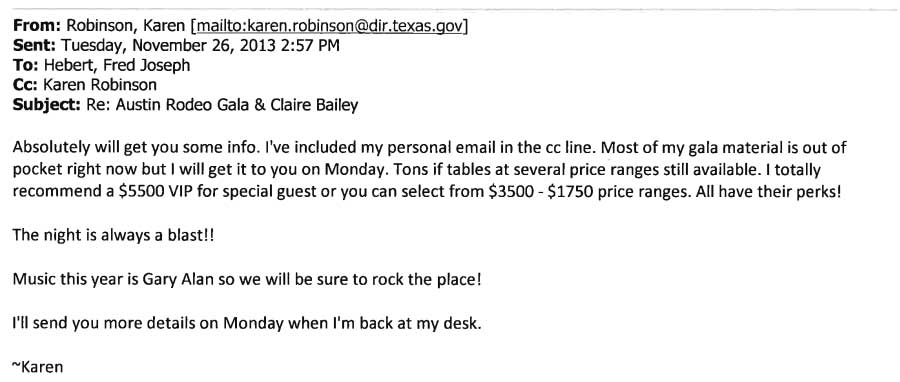 From: Robinson, Karen [mailto:karen.robinson@dir.texas.gov]
Sent: Tuesday, November 26, 2013 2:57 PM
To: Hebert, Fred Joseph
Cc: Karen Robinson
Subject: Re: Austin Rodeo Gala & Claire Bailey
Absolutely will get you some info. I've included my personal email in the cc line. Most of my gala material is out of
pocket right now but I will get it to you on Monday. Tons if tables at several price ranges still available. I totally
recommend a $5500 VIP for special guest or you can select from $3500 - $1750 price ranges. All have their perks!
The night is always a blast!!
Music this year is Gary Alan so we will be sure to rock the place!
I'll send you more details on Monday when I'm back at my desk.
~Karen